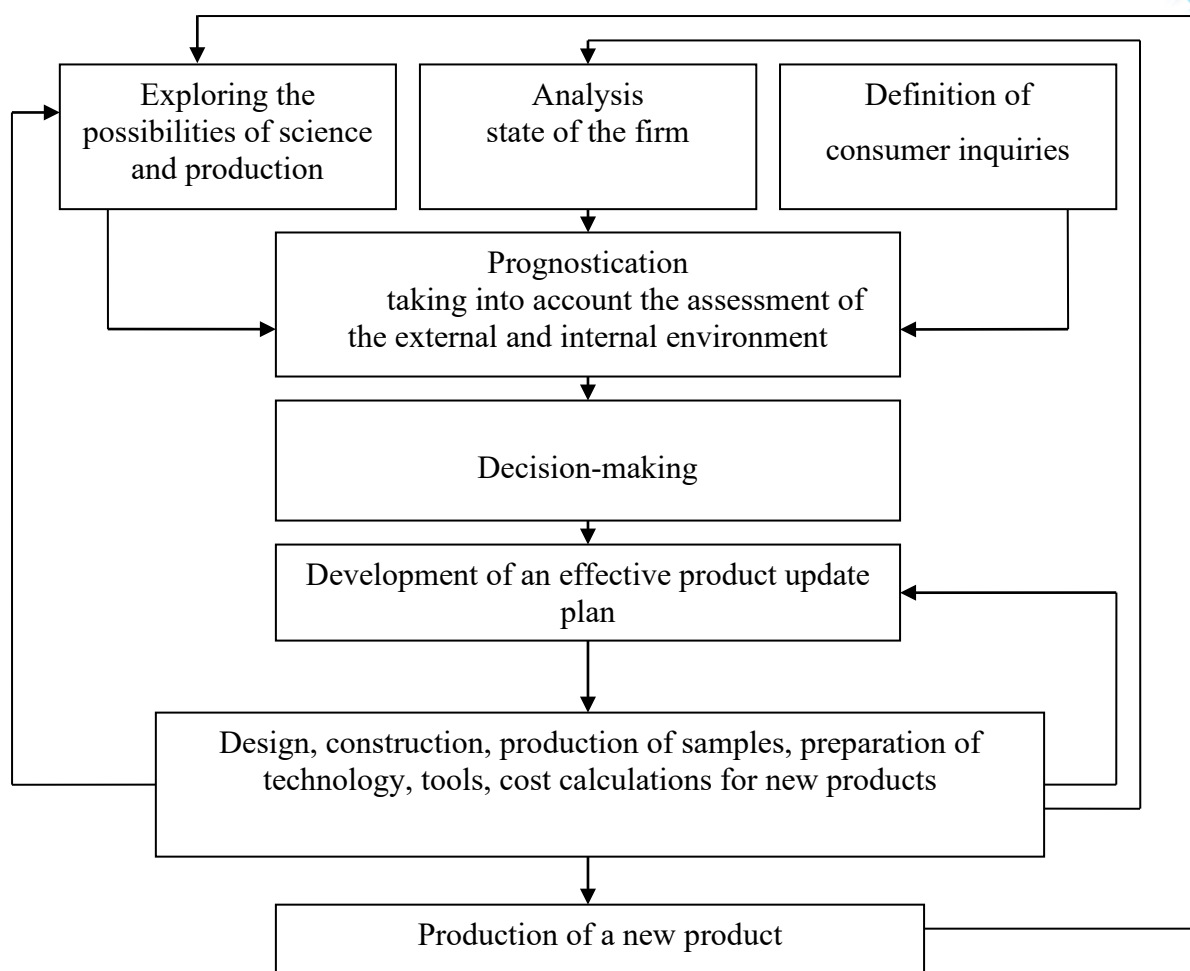 Exploring the
possibilities of science
and production
Analysis
state of the firm
Definition of
consumer inquiries
Prognostication
taking into account the assessment of
the external and internal environment
Decision-making
Development of an effective product update
plan
Design, construction, production of samples, preparation of
technology, tools, cost calculations for new products
Production of a new product